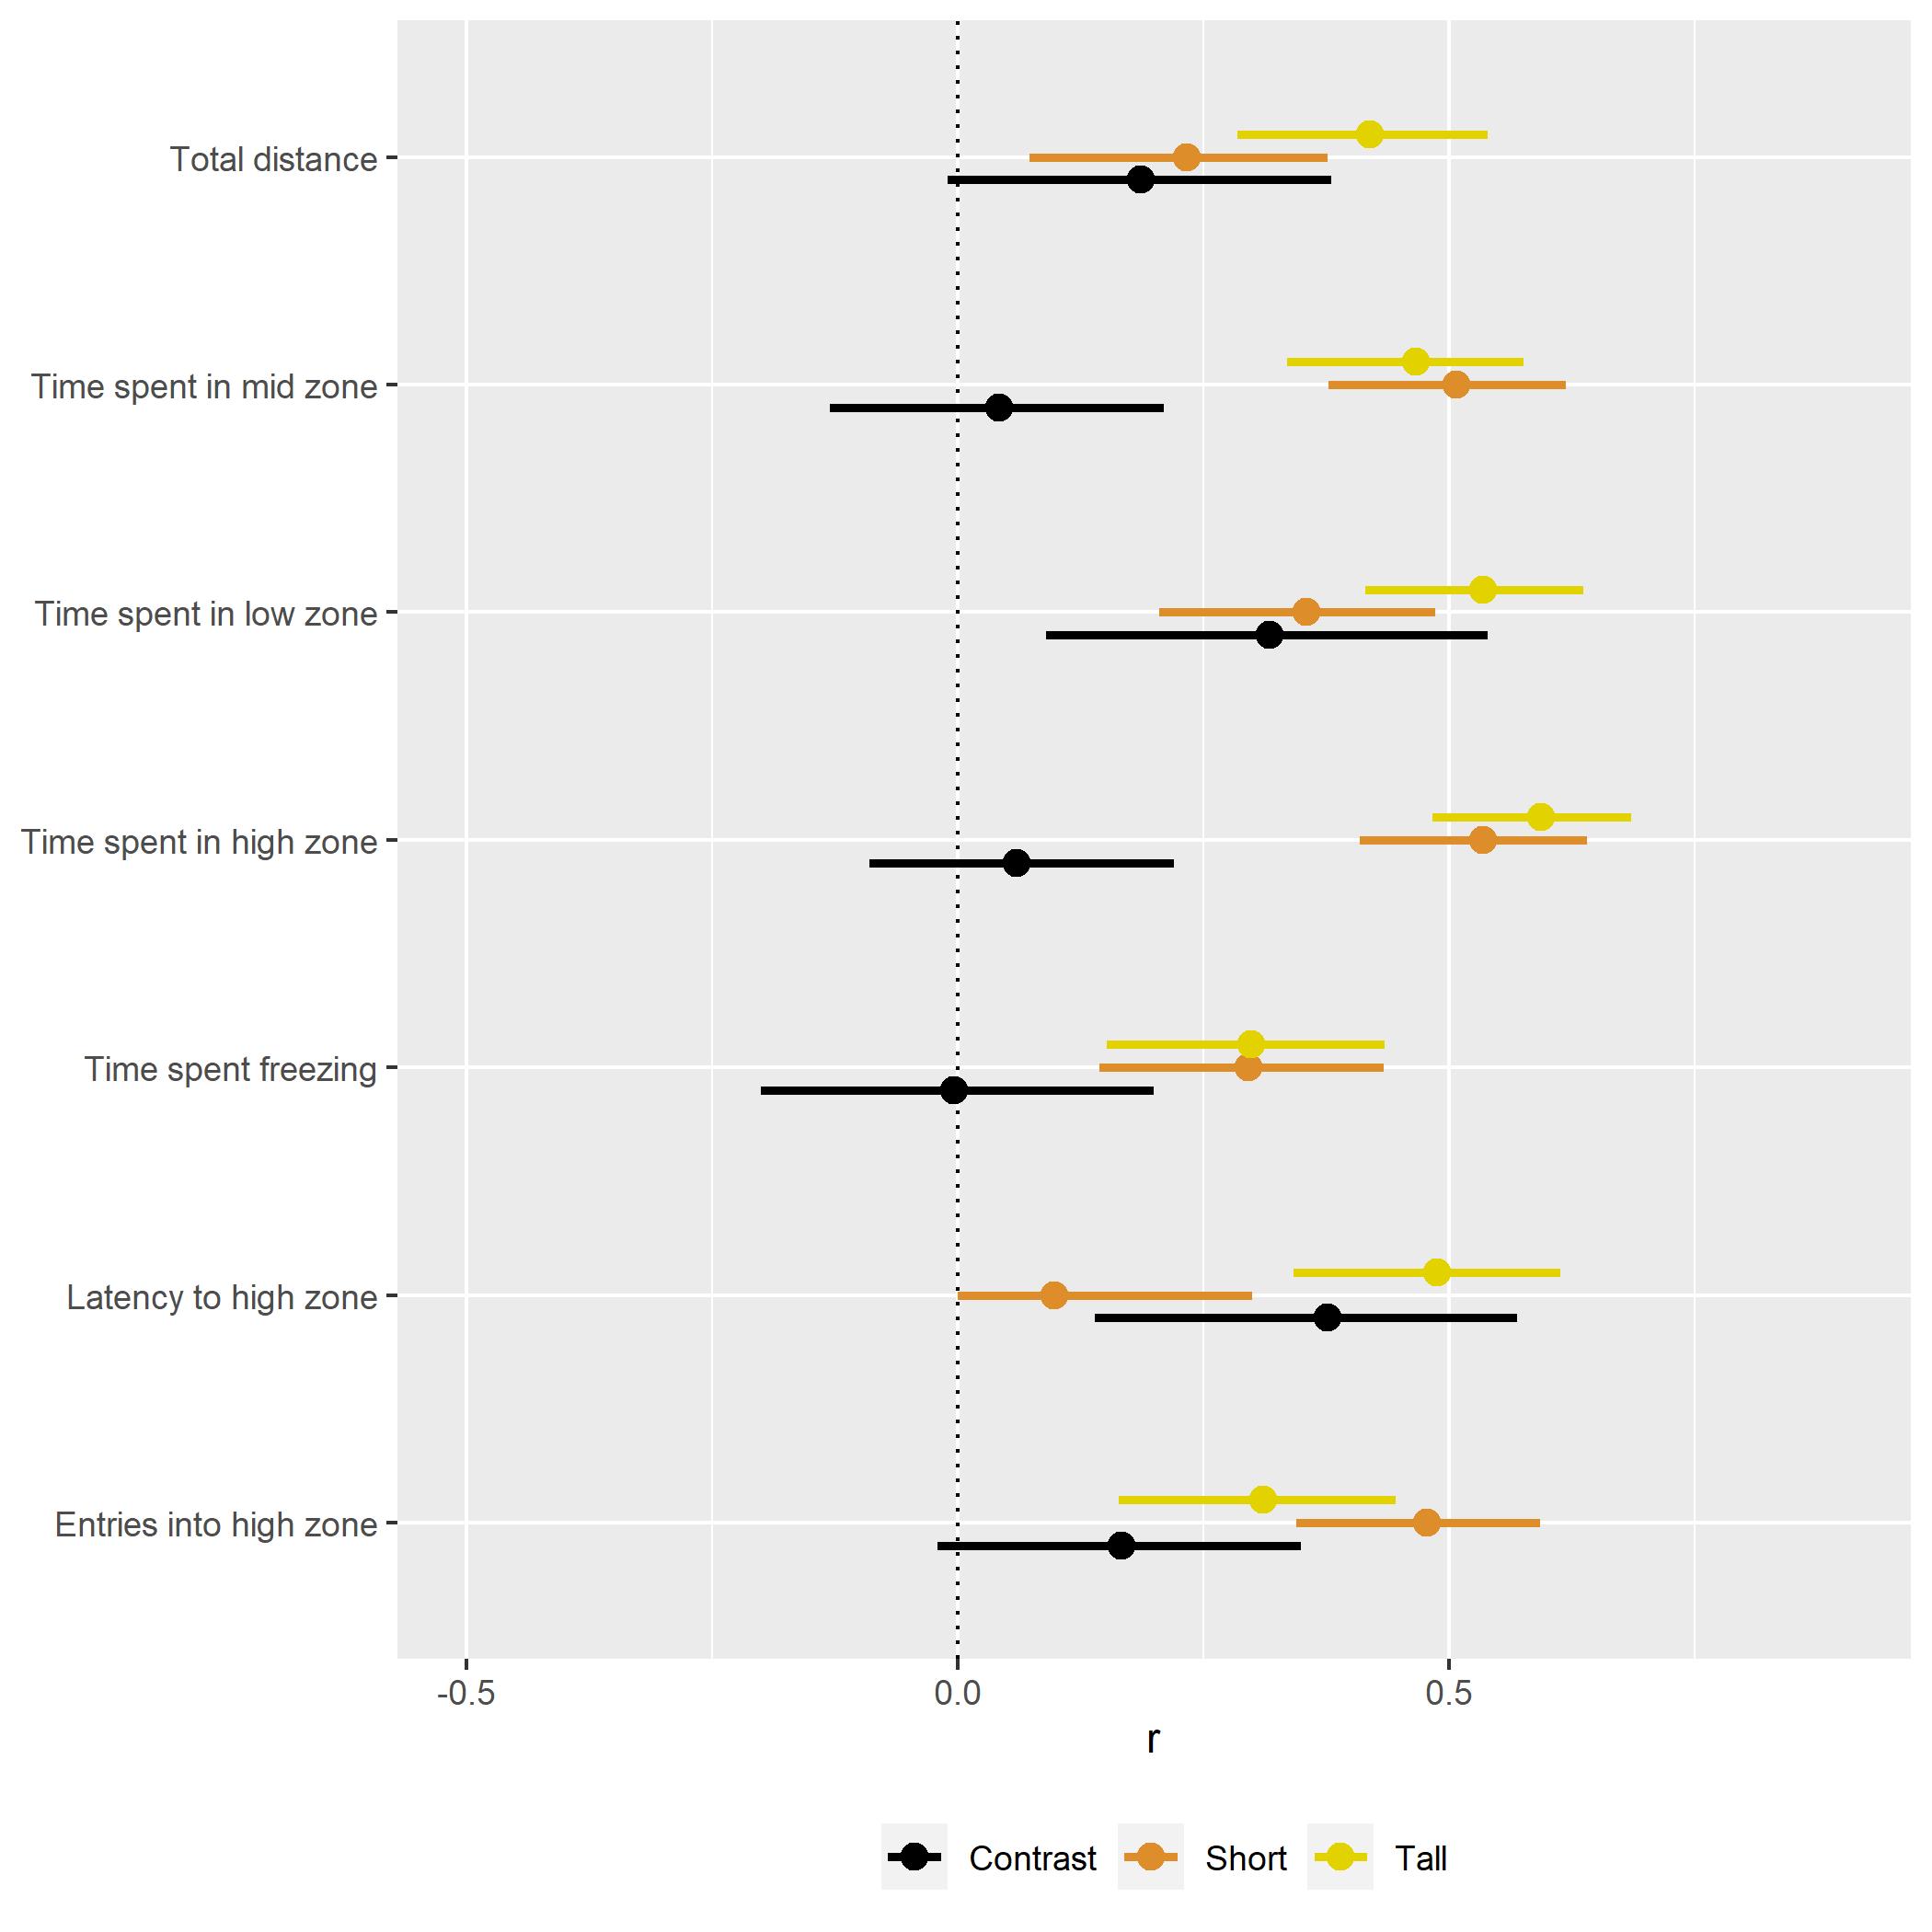 Total distance
Time spent in mid zone
Time spent in low zone
Time spent in high zone
Time spent freezing
Latency to high zone
Entries into high zone
-0.5 0.0 0.5
r
Contrast Short Tall